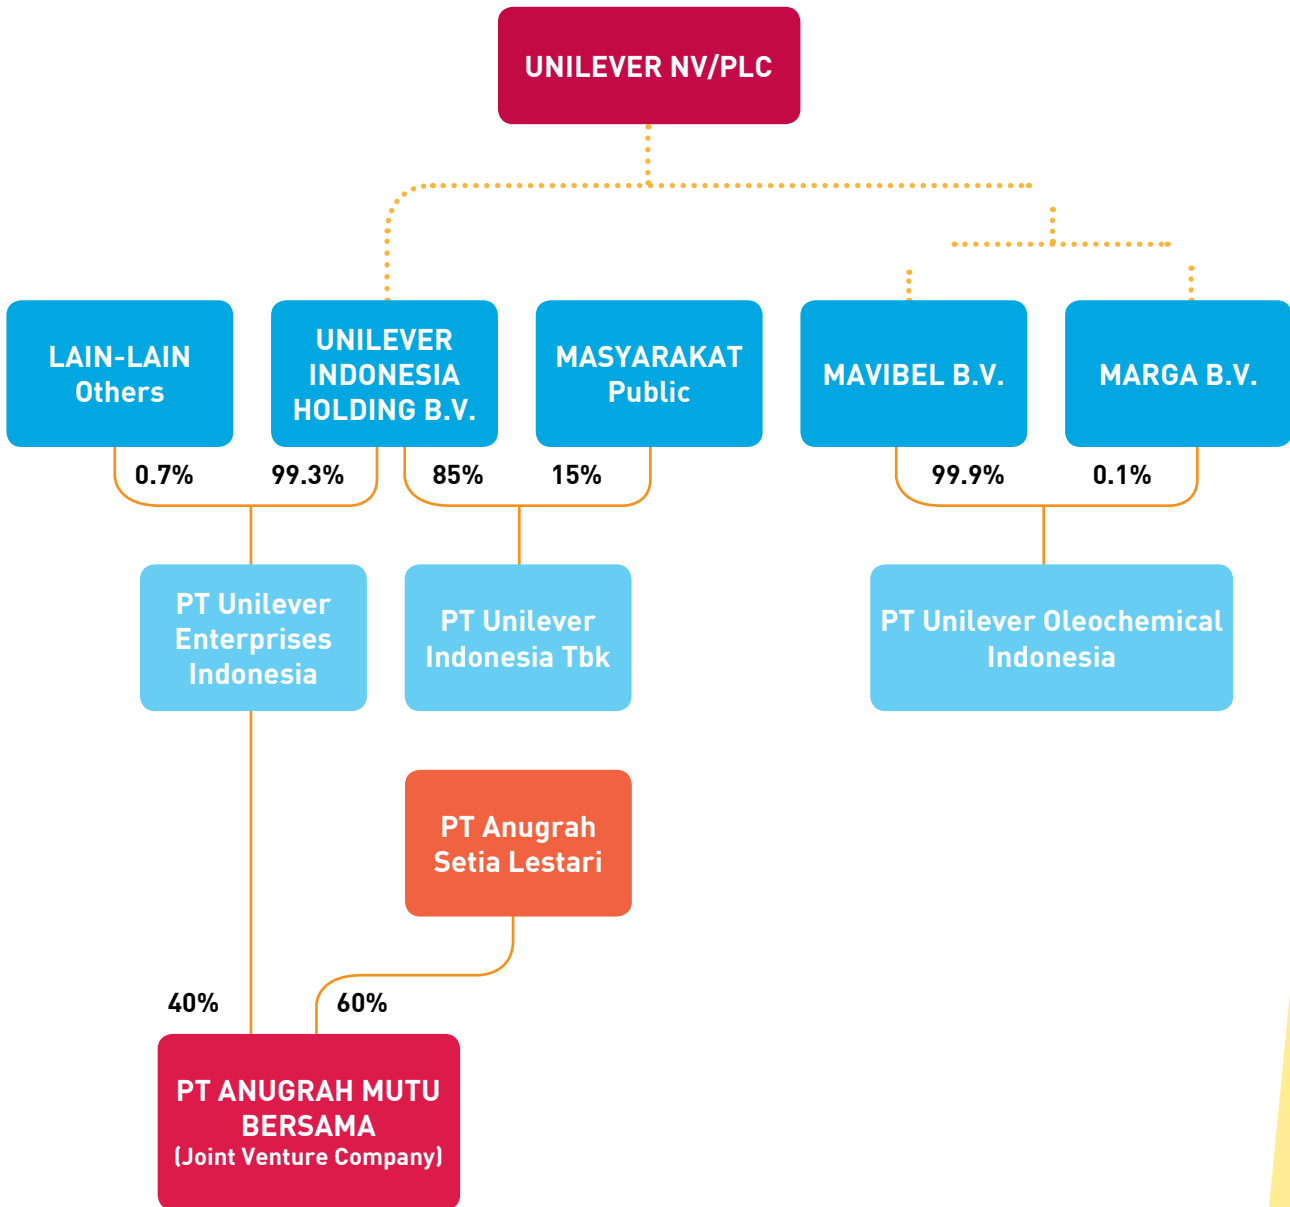 UNILEVER NV/PLC
LAIN-LAIN
Others
UNILEVER
INDONESIA
HOLDING B.V.
MASYARAKAT
Public
MAVIBEL B.V.
MARGA B.V.
0.7%
99.3%
85%
15%
99.9%
0.1%
PT Unilever
Enterprises
Indonesia
PT Unilever
Indonesia Tbk
PT Unilever Oleochemical
Indonesia
PT Anugrah
Setia Lestari
40%
60%
PT ANUGRAH MUTU
BERSAMA
(Joint Venture Company)